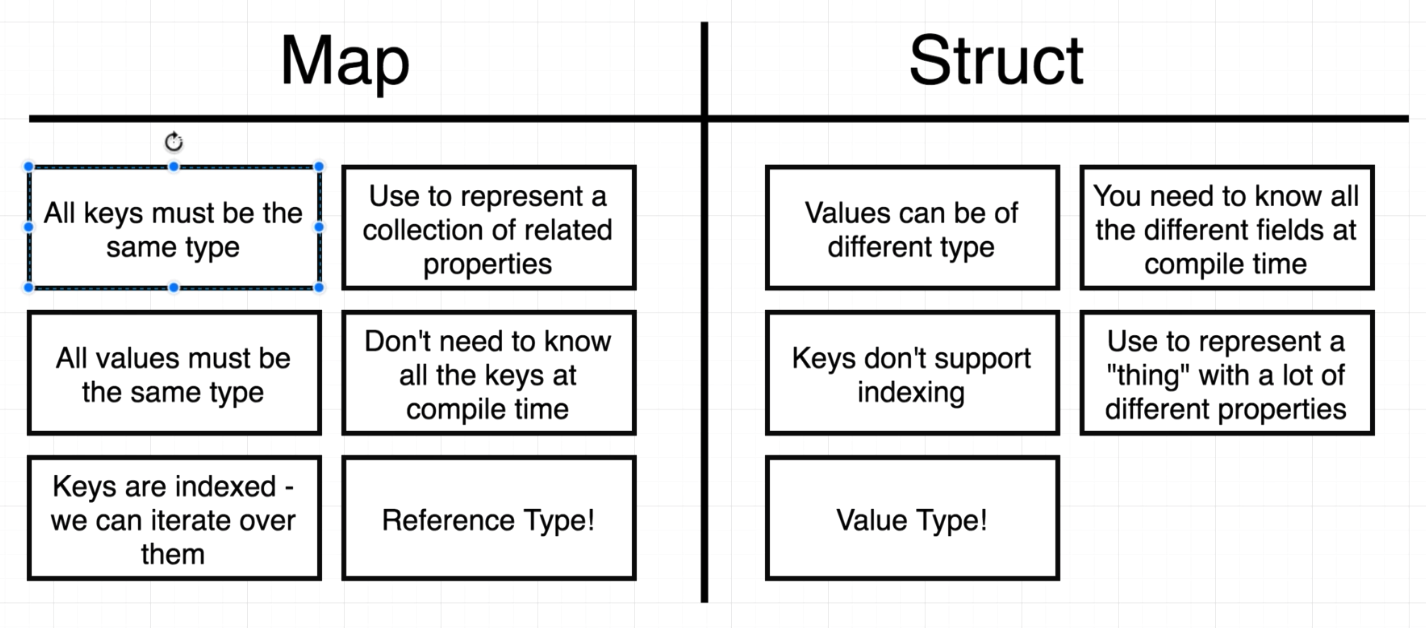 Map
Struct
All keys must be the
same type
Use to represent a
collection of related
properties
Values can be of
different type
You need to know all
the different fields at
compile time
All values must be
the same type
Don't need to know
all the keys at
compile time
Keys don't support
indexing
Use to represent a
"thing" with a lot of
different properties
Keys are indexed -
we can iterate over
them
Reference Type!
Value Type!